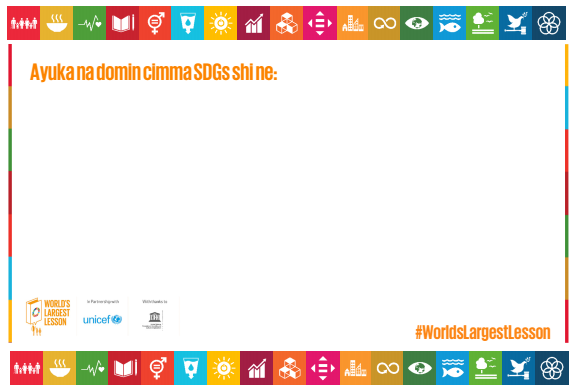 Ayuka na domin cimma SDGs shi ne:
WORLD'S
LARGEST
LESSON
In Partnership with
unicef
With thanks to
#WorldsLargestLesson